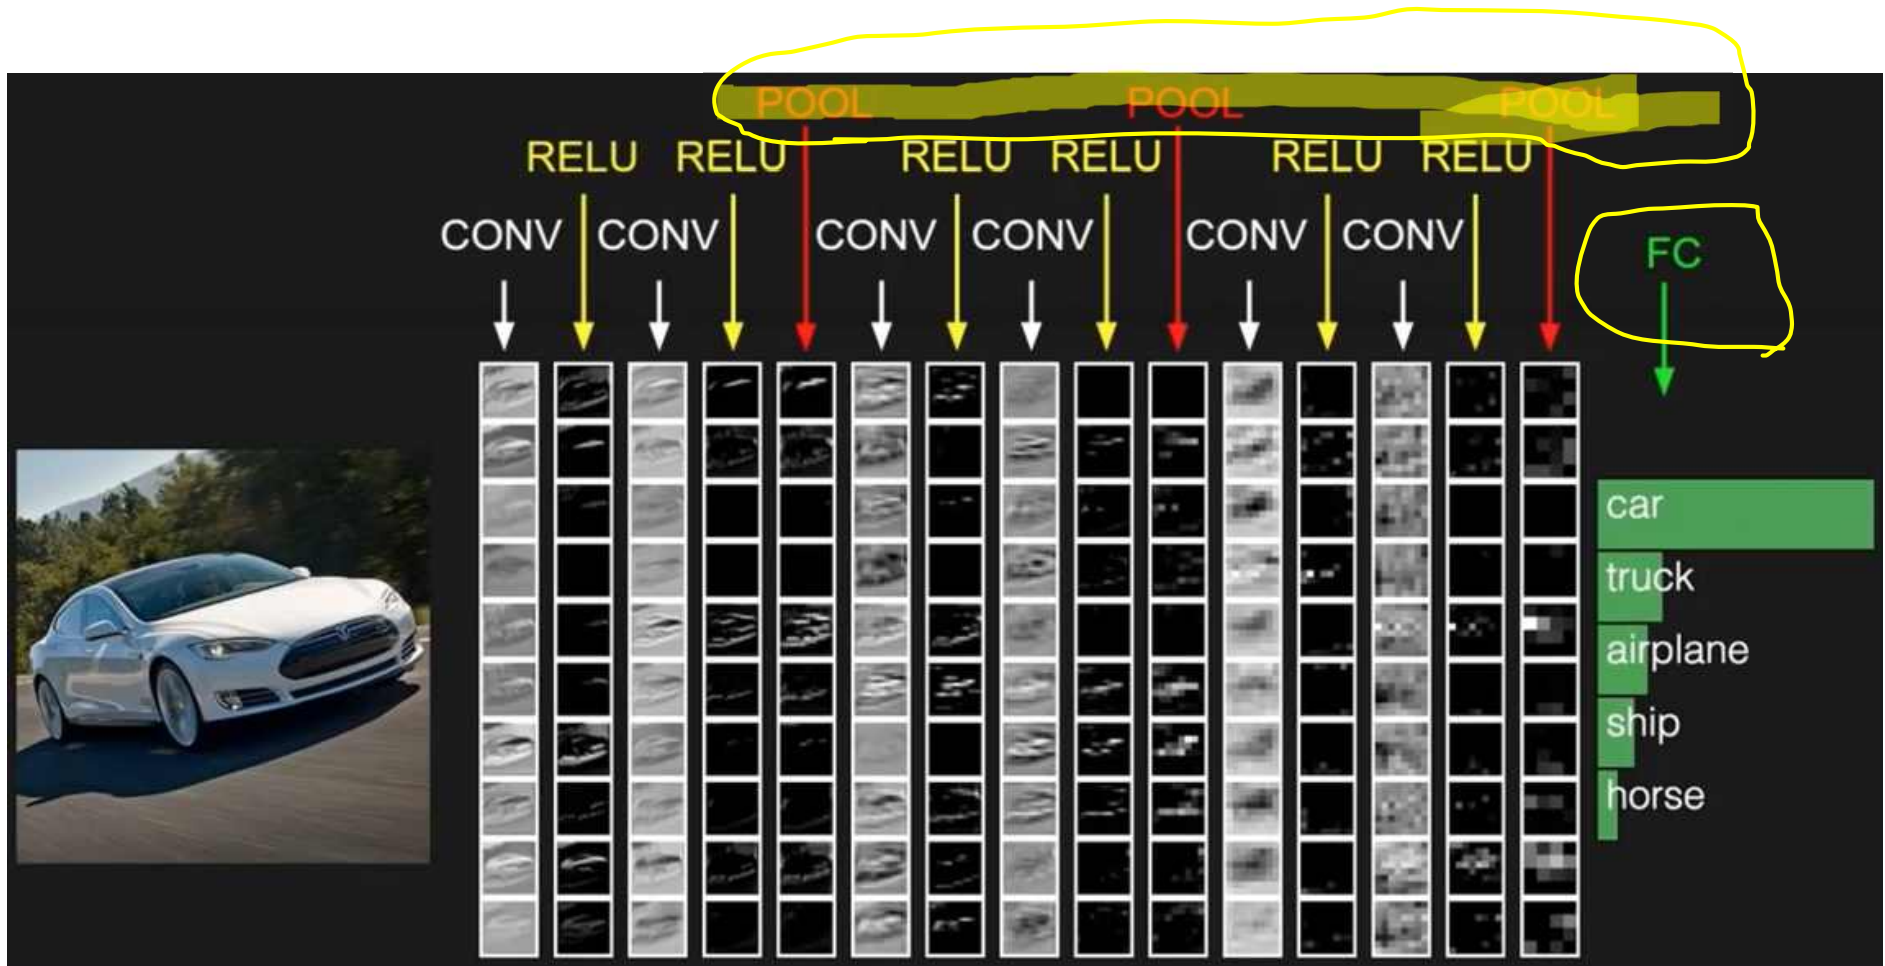 POOL POOL POOL
RELU RELU RELU RELU RELU RELU
CONV CONV CONV CONV CONV CONV FC
car
truck
airplane
ship
horse